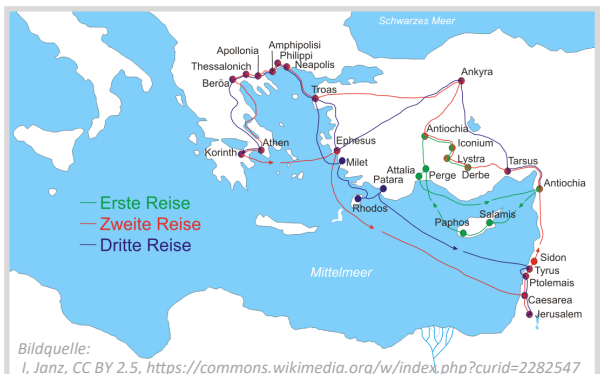 Schwarzes Meer
Amphipolisi
Apollonia
Philippi
Thessalonich
Neapolis
Beröa
Troas
Ankyra
Korinth
Athen
Ephesus
Milet
Antiochia
Iconium
Lystra
Derbe
Tarsus
Attalia
Perge
Patara
Rhodos
Antiochia
Paphos
Salamis
Erste Reise
Zweite Reise
Dritte Reise
Mittelmeer
Sidon
Tyrus
Ptolemais
Caesarea
Jerusalem
Bildquelle:
I, Janz, CC BY 2.5, https://commons.wikimedia.org/w/index.php?curid=2282547